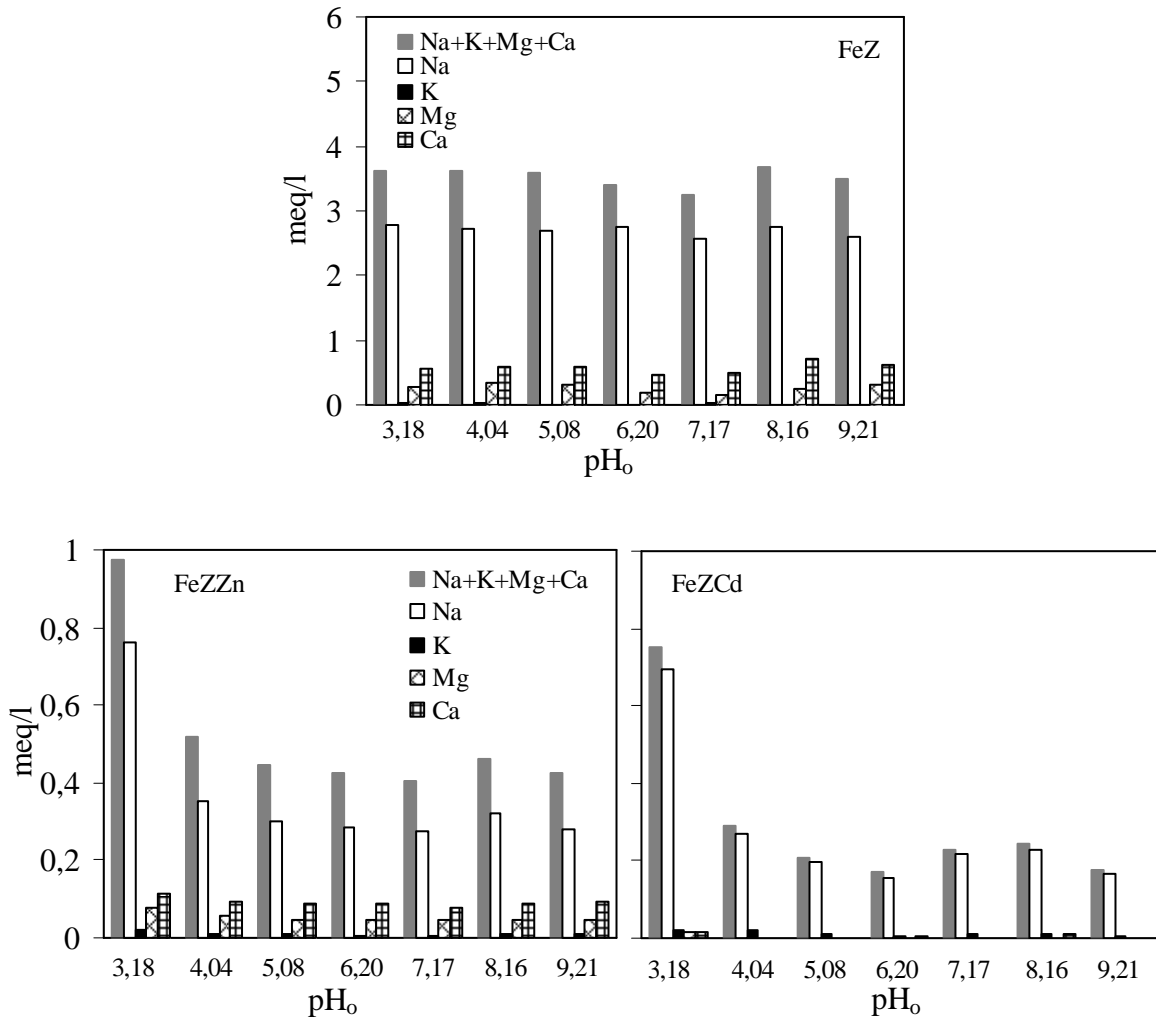 6
5
4
3
2
1
0
meq/l
Na+K+Mg+Ca
Na
K
Mg
Ca
FeZ
3,18 4,04 5,08 6,20 7,17 8,16 9,21
pHₒ
1
0,8
0,6
0,4
0,2
0
meq/l
FeZZn
Na+K+Mg+Ca
Na
K
Mg
Ca
3,18 4,04 5,08 6,20 7,17 8,16 9,21
pHₒ
FeZCd
3,18 4,04 5,08 6,20 7,17 8,16 9,21
pHₒ